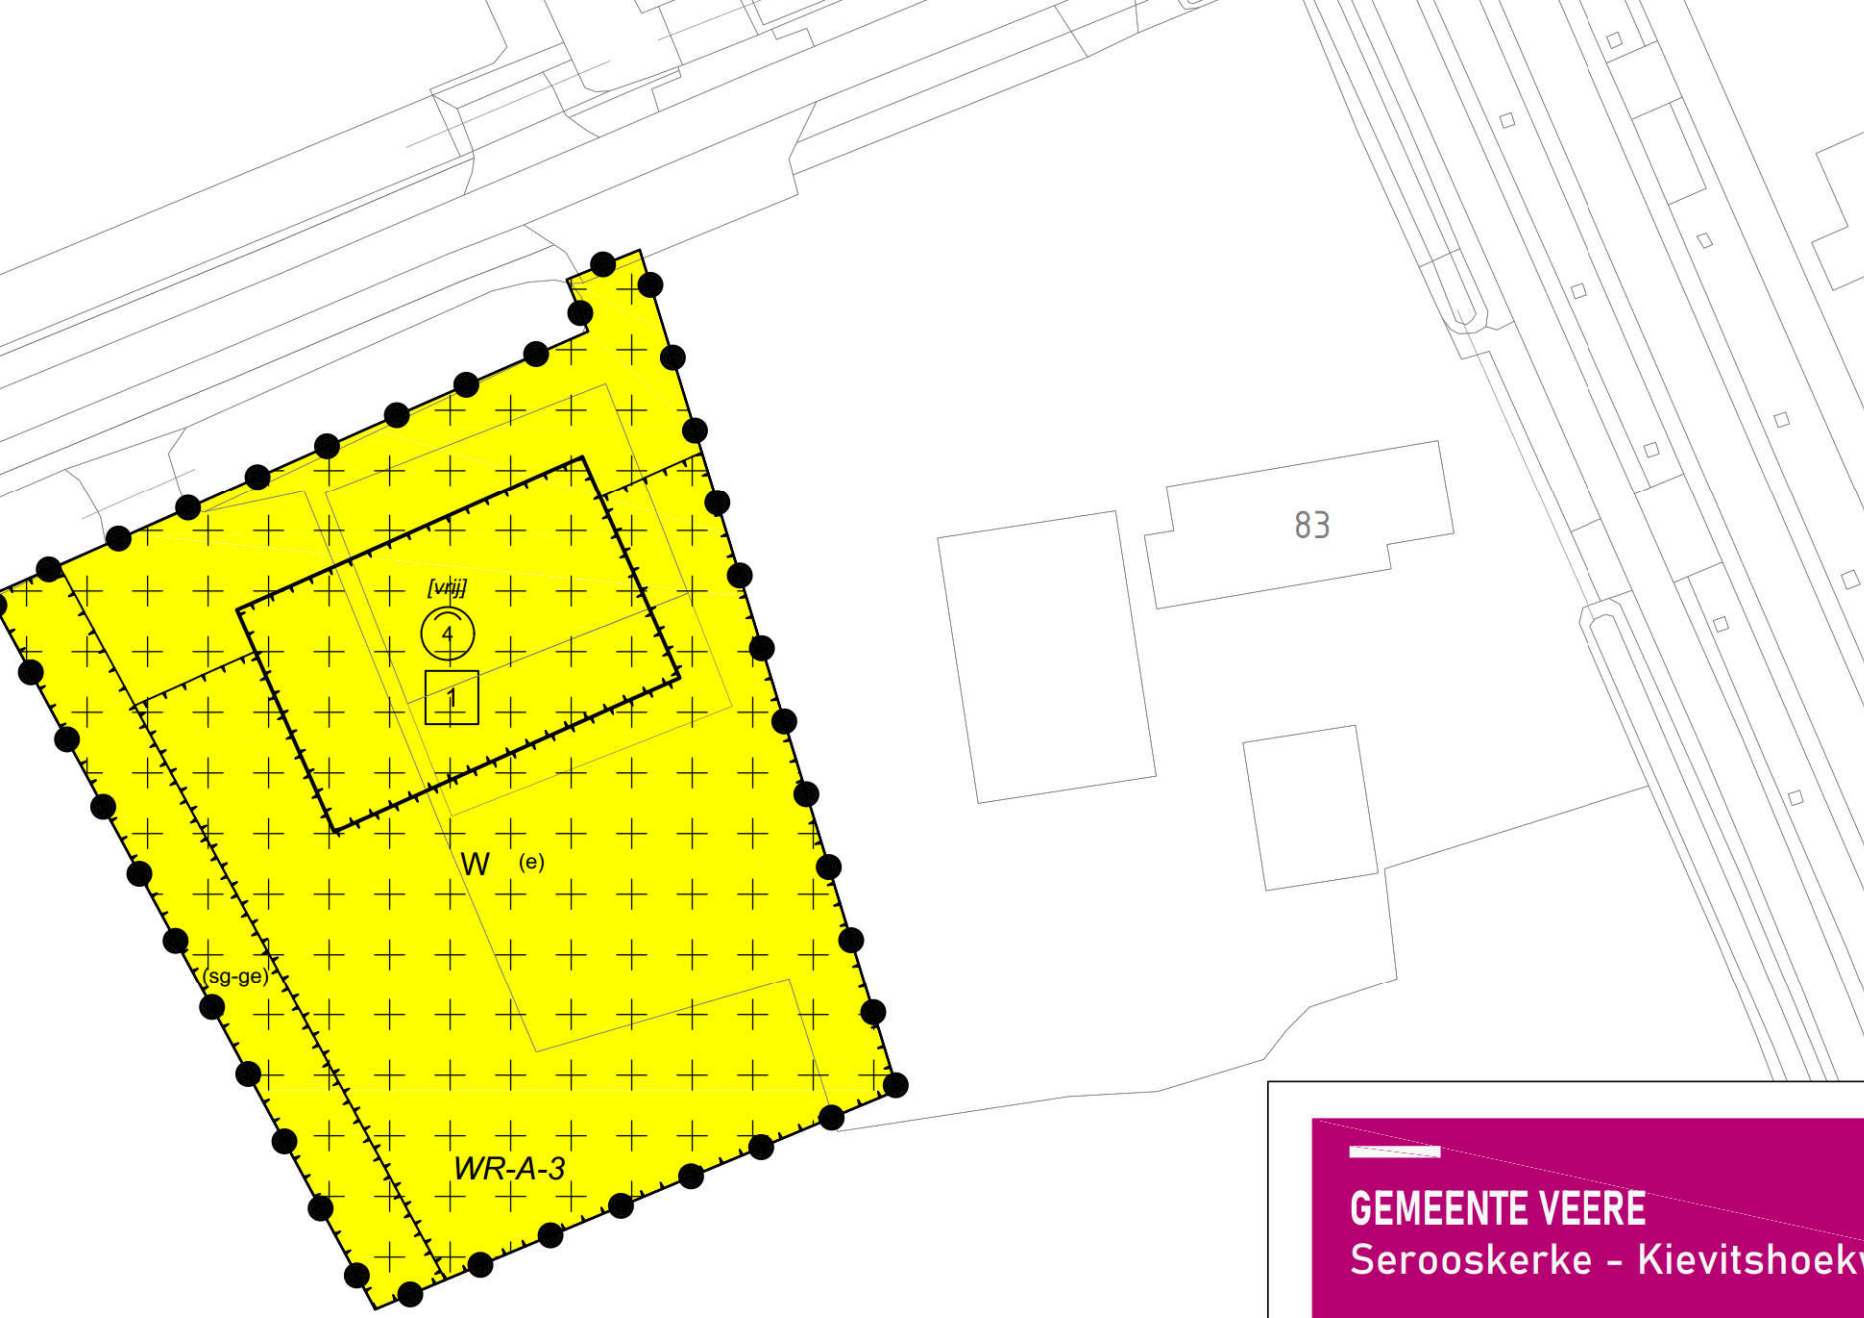 83
[vrij]
4
1
W (e)
(sg-ge)
WR-A-3
GEMEENTE VEERE
Serooskerke - Kievitshoek